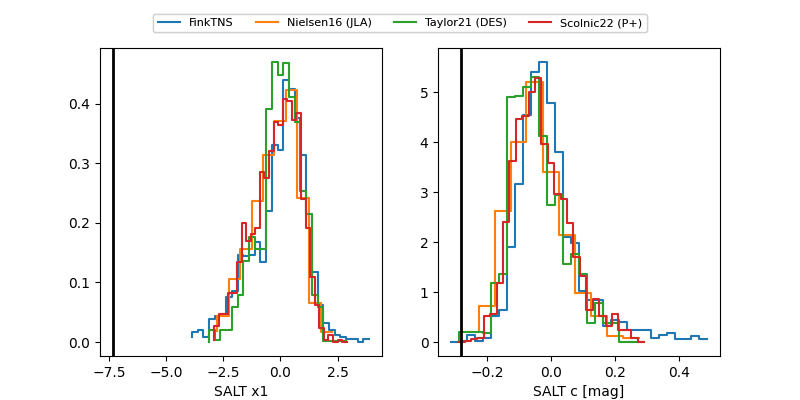 FinkTNS Nielsen16 (JLA) Taylor21 (DES) Scolnic22 (P+)
0.4
0.3
0.2
0.1
0.0
−7.5 −5.0 −2.5 0.0 2.5
SALT x1
5
4
3
2
1
0
−0.2 0.0 0.2 0.4
SALT c [mag]